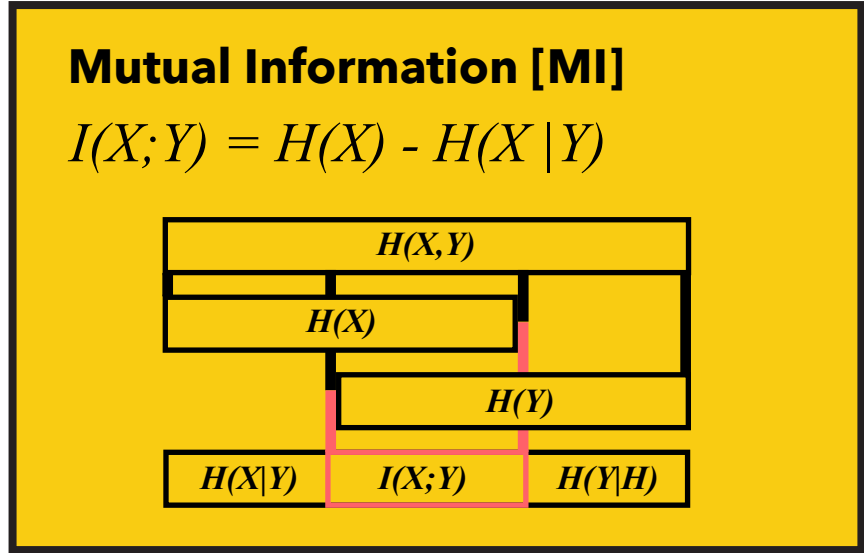 Mutual Information [MI]
I(X;Y) = H(X) - H(X|Y)
H(X,Y)
H(X)
H(Y)
H(X|Y) I(X;Y) H(Y|H)